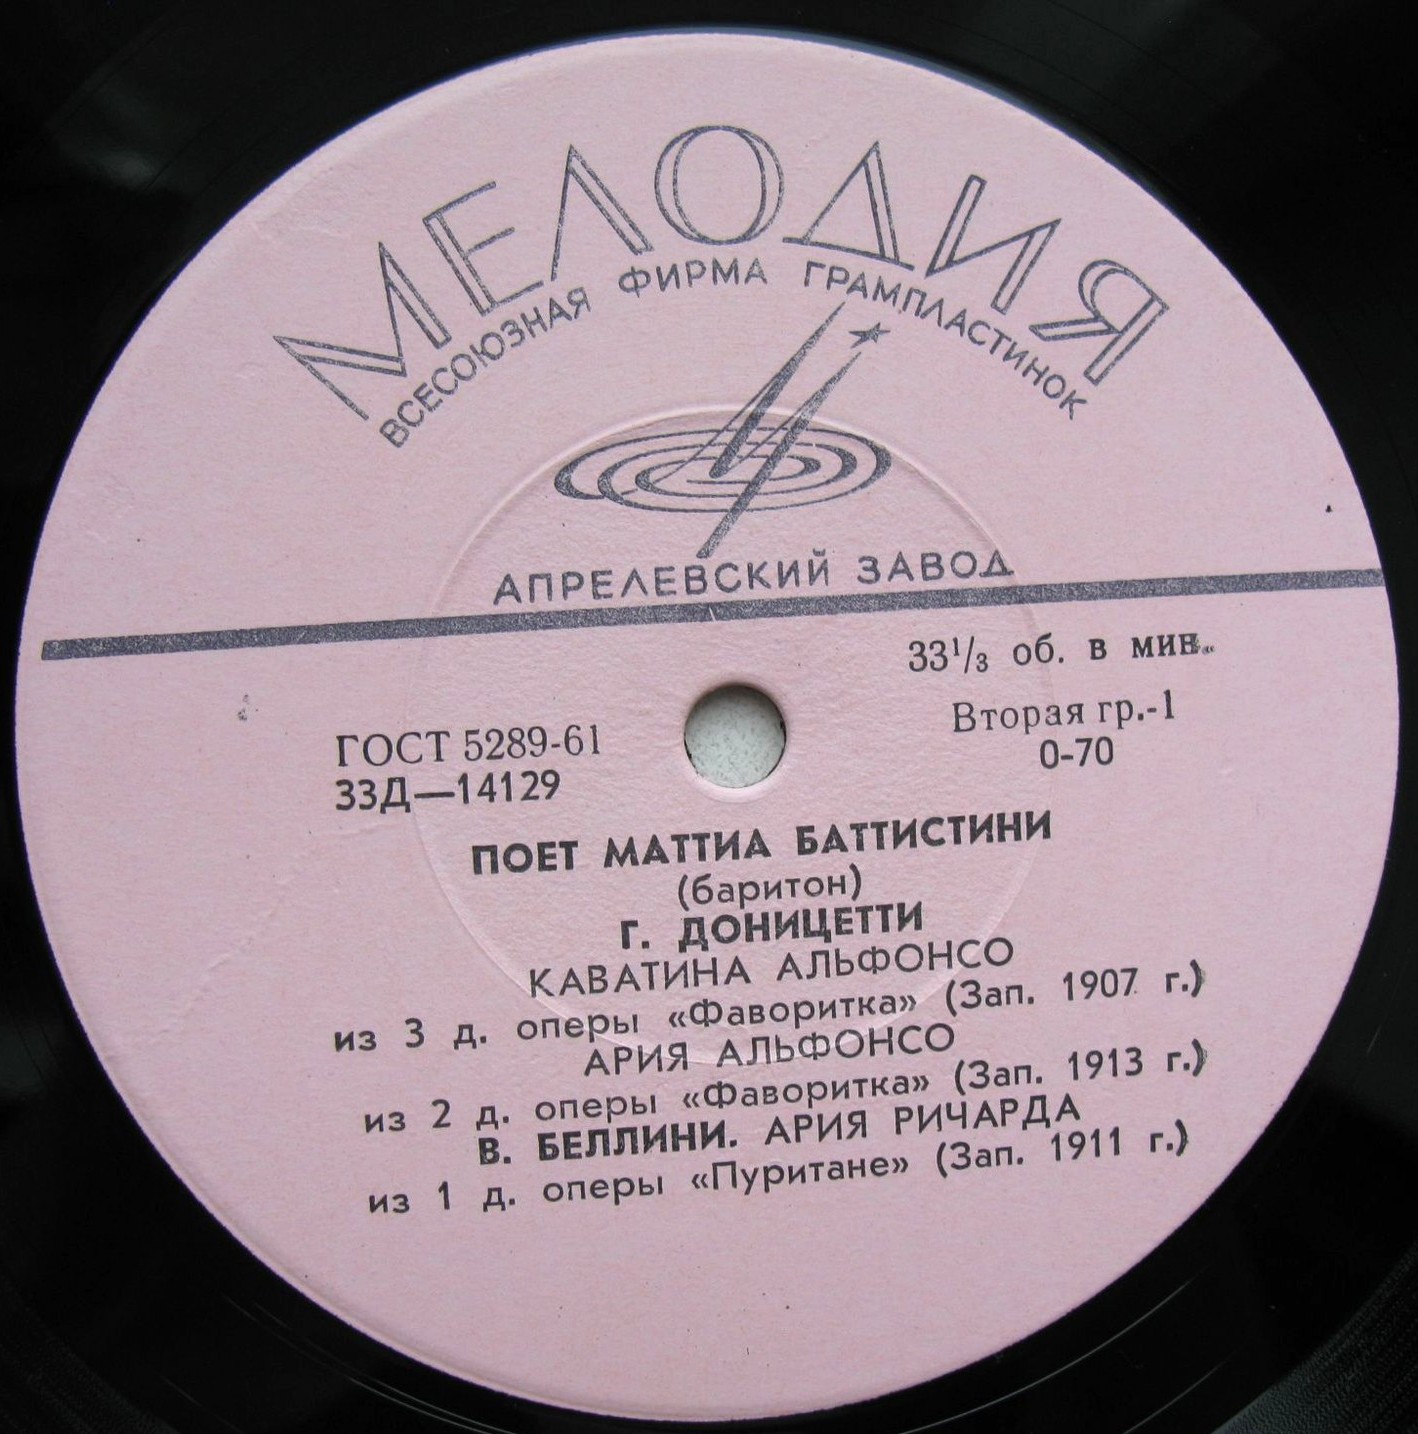 МЕЛОДИЯ
ВСЕСОЮЗНАЯ ФИРМА ГРАМПЛАСТИНОК
АПРЕЛЕВСКИЙ ЗАВОД
33¹/₃ об. в мин.
ГОСТ 5289-61
Вторая гр.-1
33Д—14129
0-70
ПОЕТ МАТТИА БАТТИСТИНИ
(баритон)
Г. ДОНИЦЕТТИ
КАВАТИНА АЛЬФОНСО
из 3 д. оперы «Фаворитка» (Зап. 1907 г.)
АРИЯ АЛЬФОНСО
из 2 д. оперы «Фаворитка» (Зап. 1913 г.)
В. БЕЛЛИНИ. АРИЯ РИЧАРДА
из 1 д. оперы «Пуритане» (Зап. 1911 г.)